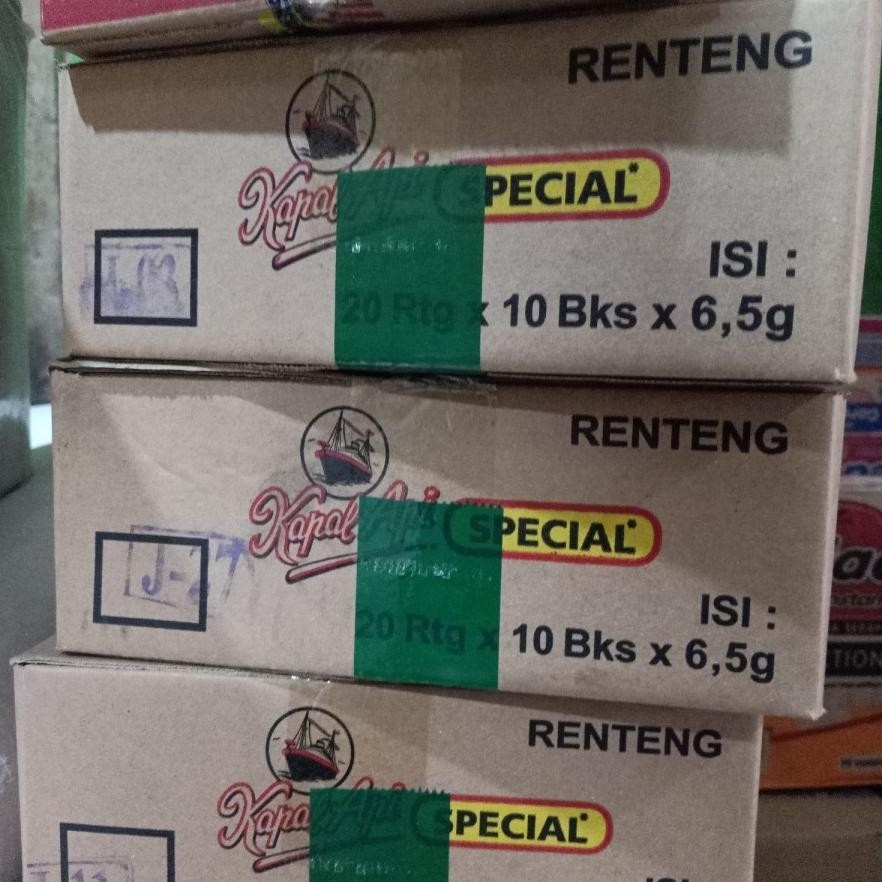 RENTENG
Kapal Api SPECIAL*
ISI :
20 Rtg x 10 Bks x 6,5g
RENTENG
Kapal Api SPECIAL*
J-27
ISI :
20 Rtg x 10 Bks x 6,5g
RENTENG
Kapal Api SPECIAL*